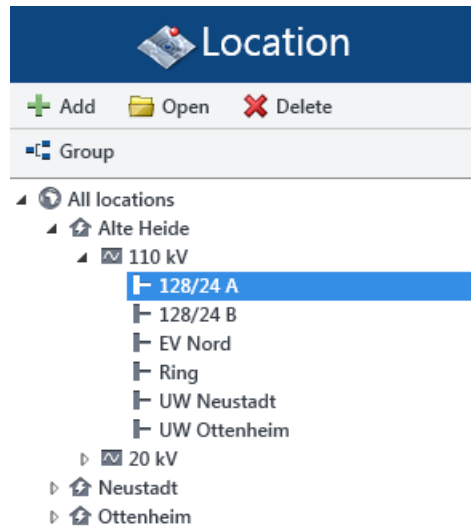 Location
Add Open Delete
Group
All locations
Alte Heide
110 kV
128/24 A
128/24 B
EV Nord
Ring
UW Neustadt
UW Ottenheim
20 kV
Neustadt
Ottenheim